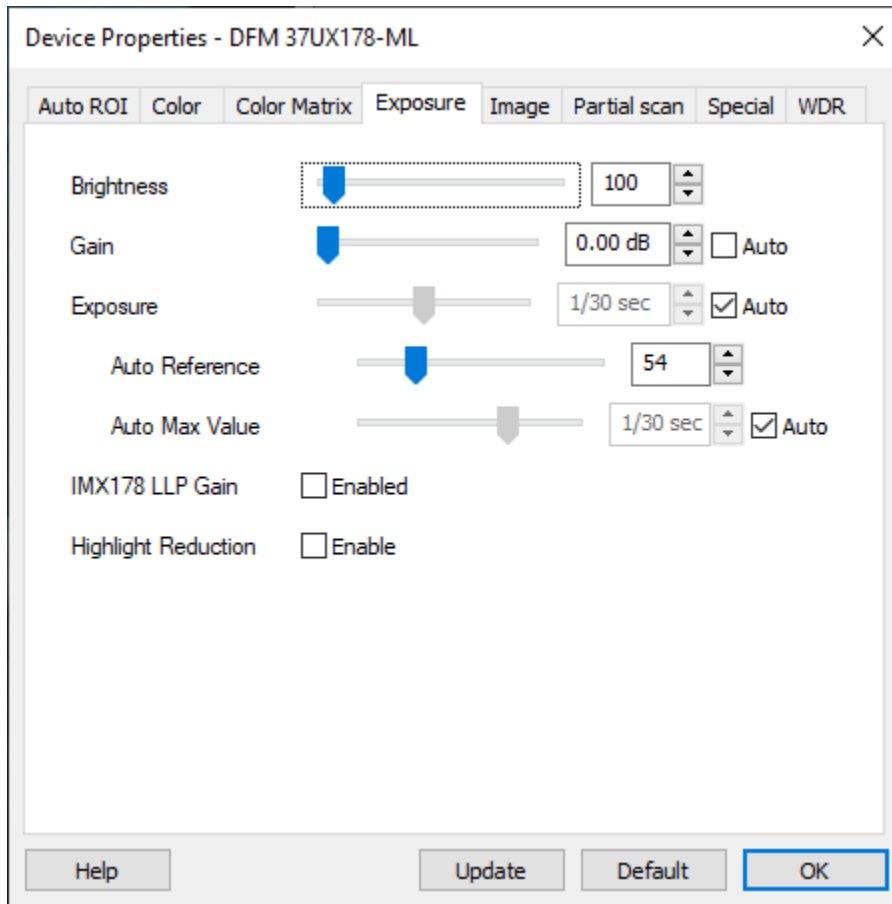 Device Properties - DFM 37UX178-ML
Auto ROI Color Color Matrix Exposure Image Partial scan Special WDR
Brightness 100
Gain 0.00 dB Auto
Exposure 1/30 sec Auto
Auto Reference 54
Auto Max Value 1/30 sec Auto
IMX178 LLP Gain Enabled
Highlight Reduction Enable
Help Update Default OK